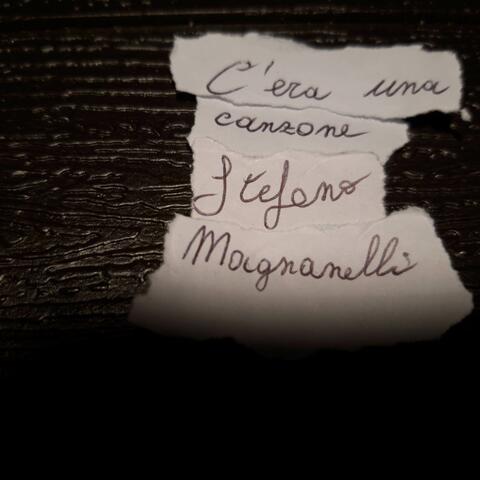 C'era una
canzone
Stefano
Magnanelli